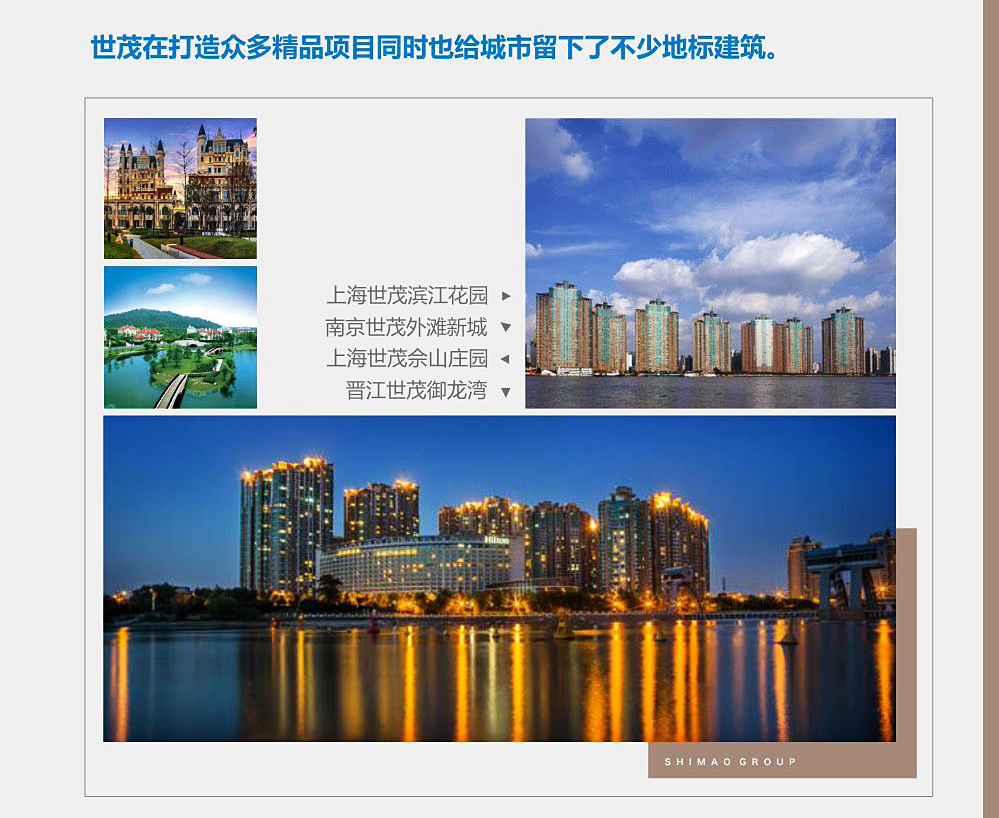 世茂在打造众多精品项目同时也给城市留下了不少地标建筑。
上海世茂滨江花园 ▶
南京世茂外滩新城 ▼
上海世茂佘山庄园 ◀
晋江世茂御龙湾 ▼
Hilton
SHIMAO GROUP